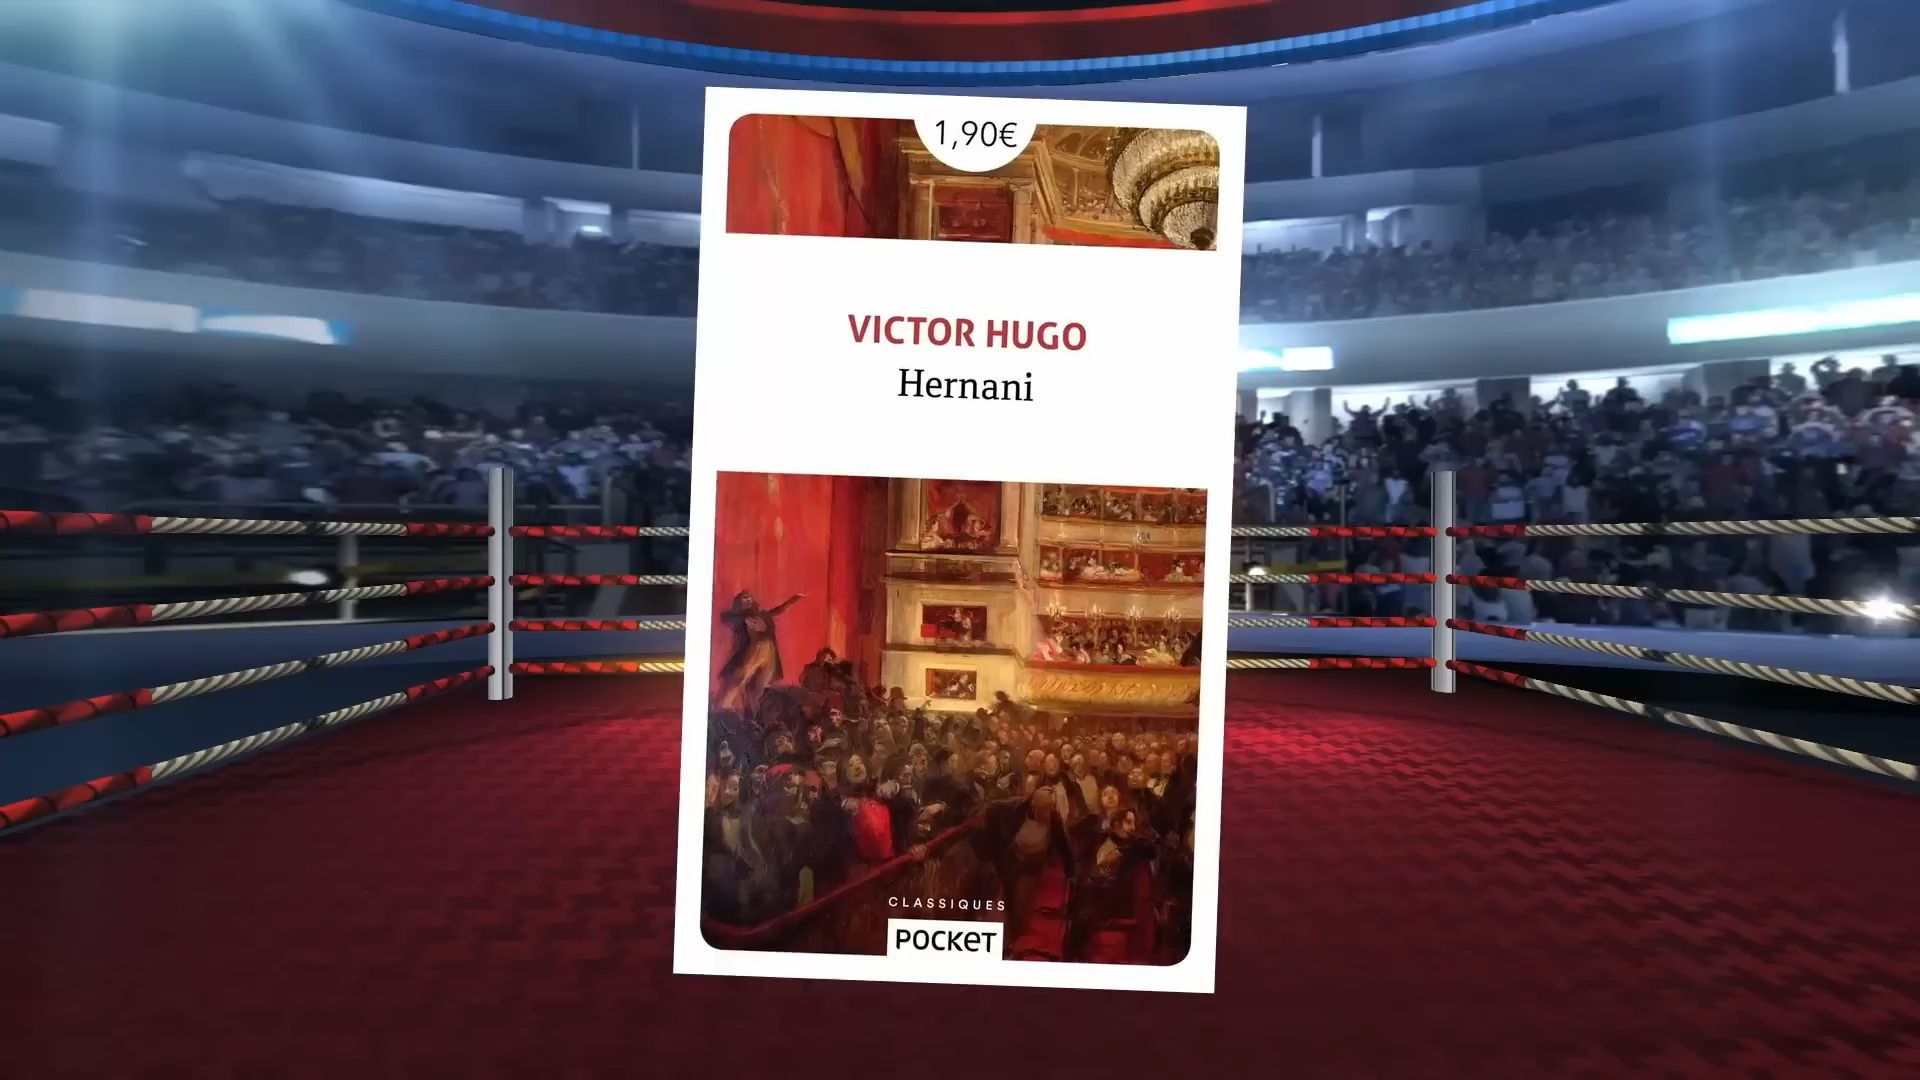 1,90€
VICTOR HUGO
Hernani
CLASSIQUES
POCKET